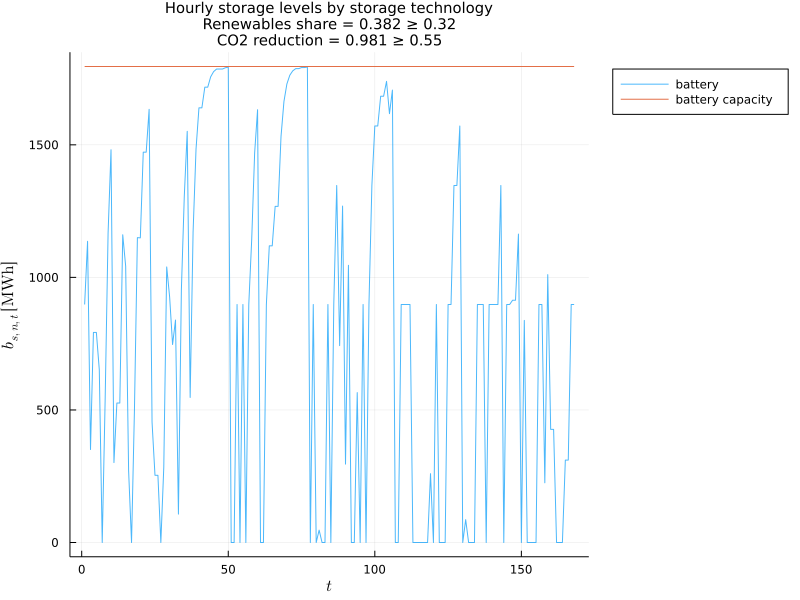 Hourly storage levels by storage technology
Renewables share = 0.382 ≥ 0.32
CO2 reduction = 0.981 ≥ 0.55
battery
battery capacity
b_{s, n, t} [MWh]
1500
1000
500
0
0 50 100 150
t